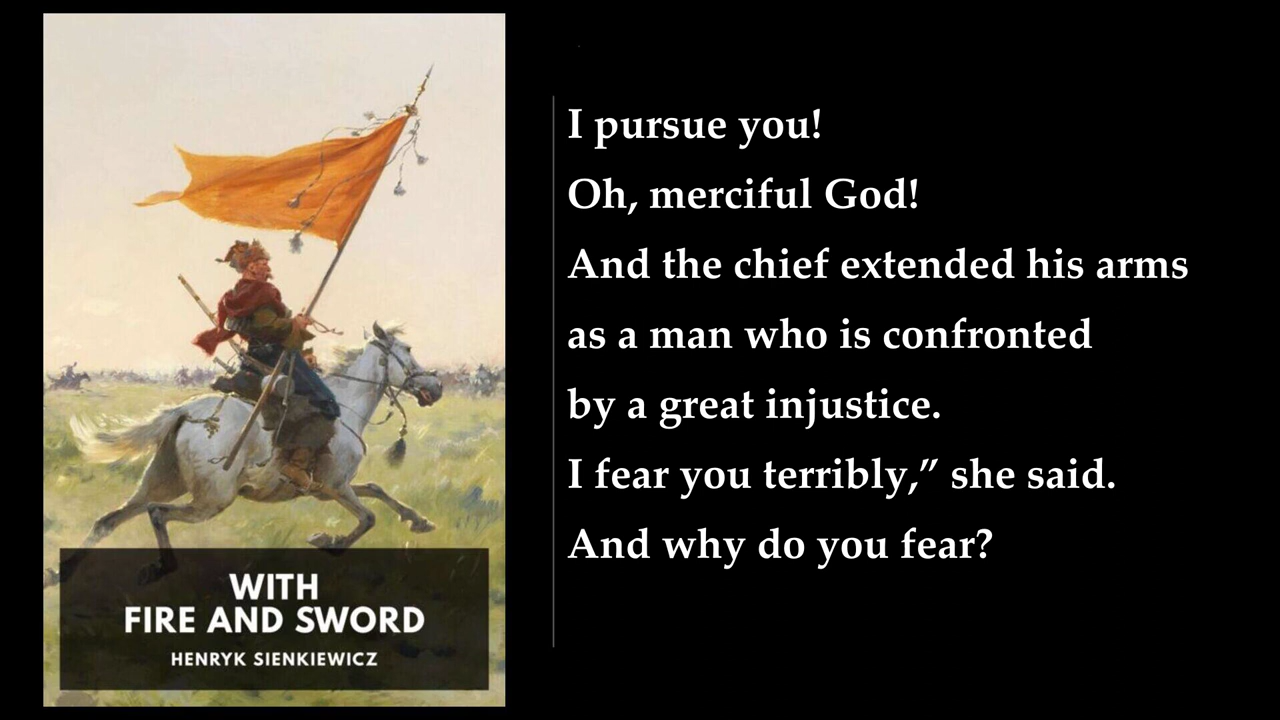 WITH
FIRE AND SWORD
HENRYK SIENKIEWICZ
I pursue you!
Oh, merciful God!
And the chief extended his arms
as a man who is confronted
by a great injustice.
I fear you terribly,” she said.
And why do you fear?